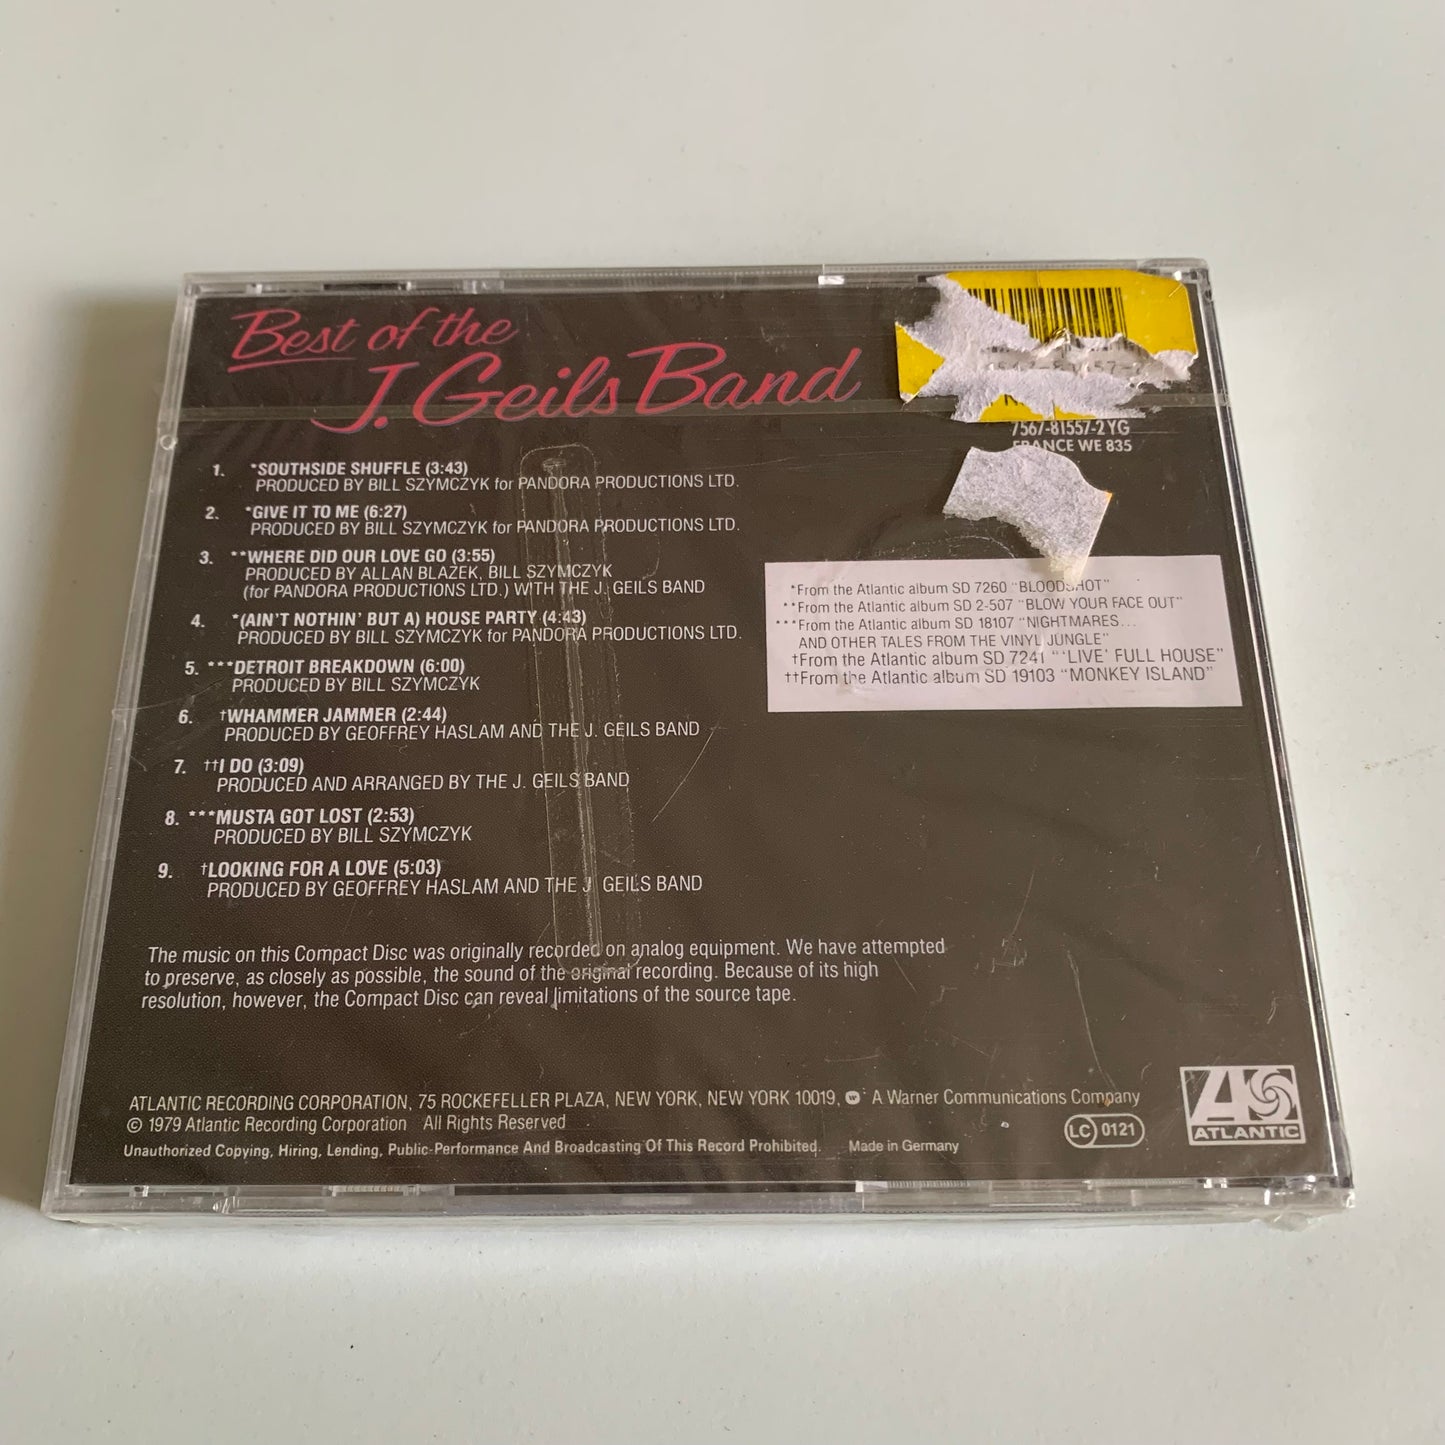 Best of the
J. Geils Band
7567-81557-2 YG
FRANCE WE 835
1. *SOUTHSIDE SHUFFLE (3:43)
PRODUCED BY BILL SZYMCZYK for PANDORA PRODUCTIONS LTD.
2. *GIVE IT TO ME (6:27)
PRODUCED BY BILL SZYMCZYK for PANDORA PRODUCTIONS LTD.
3. **WHERE DID OUR LOVE GO (3:55)
PRODUCED BY ALLAN BLAZEK, BILL SZYMCZYK
(for PANDORA PRODUCTIONS LTD.) WITH THE J. GEILS BAND
4. *(AIN'T NOTHIN' BUT A) HOUSE PARTY (4:43)
PRODUCED BY BILL SZYMCZYK for PANDORA PRODUCTIONS LTD.
5. ***DETROIT BREAKDOWN (6:00)
PRODUCED BY BILL SZYMCZYK
6. †WHAMMER JAMMER (2:44)
PRODUCED BY GEOFFREY HASLAM AND THE J. GEILS BAND
7. ††I DO (3:09)
PRODUCED AND ARRANGED BY THE J. GEILS BAND
8. ***MUSTA GOT LOST (2:53)
PRODUCED BY BILL SZYMCZYK
9. †LOOKING FOR A LOVE (5:03)
PRODUCED BY GEOFFREY HASLAM AND THE J. GEILS BAND
*From the Atlantic album SD 7260 "BLOODSHOT"
**From the Atlantic album SD 2-507 "BLOW YOUR FACE OUT"
***From the Atlantic album SD 18107 "NIGHTMARES...
AND OTHER TALES FROM THE VINYL JUNGLE"
†From the Atlantic album SD 7241 "'LIVE' FULL HOUSE"
††From the Atlantic album SD 19103 "MONKEY ISLAND"
The music on this Compact Disc was originally recorded on analog equipment. We have attempted
to preserve, as closely as possible, the sound of the original recording. Because of its high
resolution, however, the Compact Disc can reveal limitations of the source tape.
ATLANTIC RECORDING CORPORATION, 75 ROCKEFELLER PLAZA, NEW YORK, NEW YORK 10019, A Warner Communications Company
© 1979 Atlantic Recording Corporation All Rights Reserved
Unauthorized Copying, Hiring, Lending, Public-Performance And Broadcasting Of This Record Prohibited. Made in Germany
LC 0121
ATLANTIC